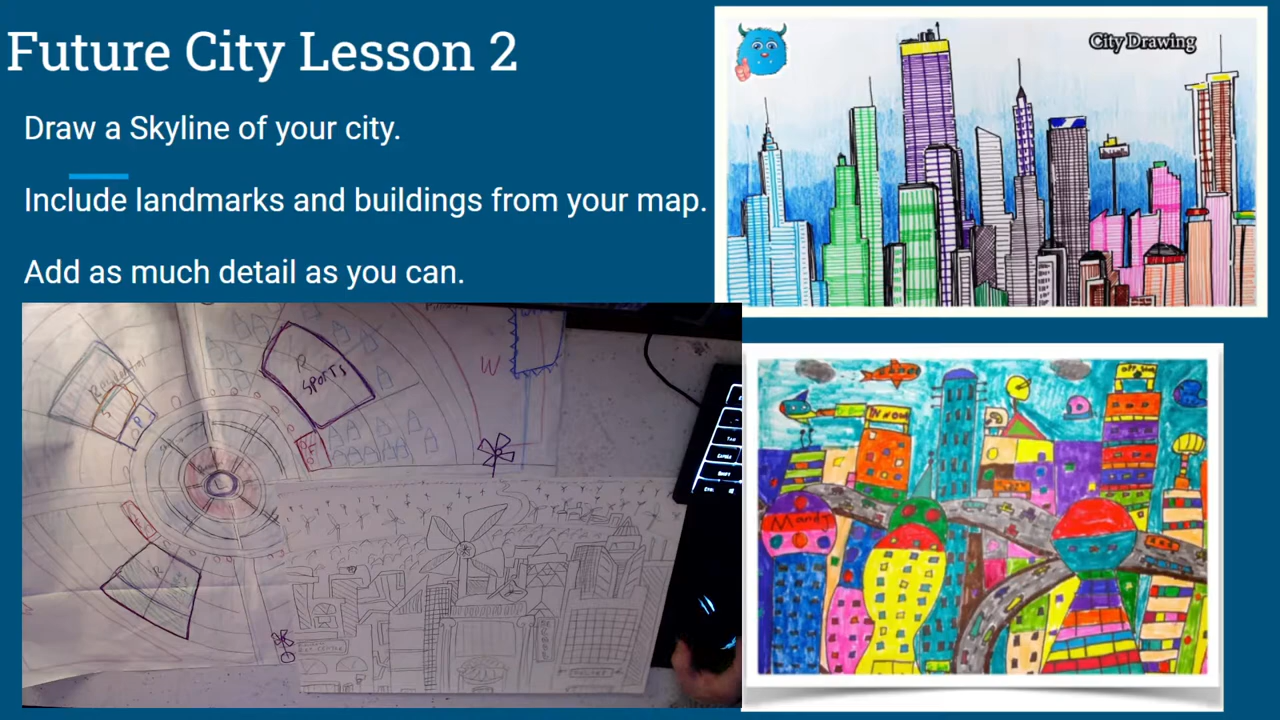 Future City Lesson 2
Draw a Skyline of your city.
Include landmarks and buildings from your map.
Add as much detail as you can.
City Drawing
R
SPORTS
W
R
Mandy